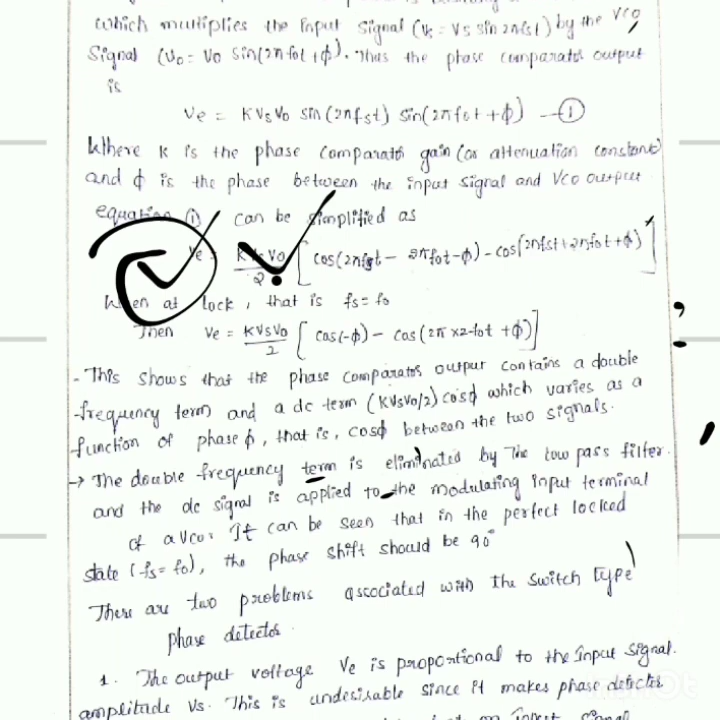 which multiplies the input signal (Vs = Vs sin 2πfst) by the VCO
signal (Vo = Vo sin(2πfot+ϕ). Thus the phase comparator output
is
Ve = KVsVo sin(2πfst) sin(2πfot+ϕ) —①
Where K is the phase comparator gain (or attenuation constant)
and ϕ is the phase between the input signal and VCO output
equation ① can be simplified as
Ve = KVsVo/2 [cos(2πfst - 2πfot-ϕ) - cos(2πfst+2πfot+ϕ)]
When at lock, that is fs=fo
Then Ve = KVsVo/2 [cos(-ϕ) - cos(2π x2fot +ϕ)]
- This shows that the phase comparator output contains a double
frequency term and a dc term (KVsVo/2) cosϕ which varies as a
function of phase ϕ, that is, cosϕ between the two signals.
→ The double frequency term is eliminated by The low pass filter.
and the dc signal is applied to the modulating input terminal
of a VCO. It can be seen that in the perfect locked
state (fs=fo), the phase shift should be 90°
There are two problems associated with the switch type
phase detector.
1. The output voltage Ve is proportional to the input signal.
amplitude Vs. This is undesirable since it makes phase detector
on input signal